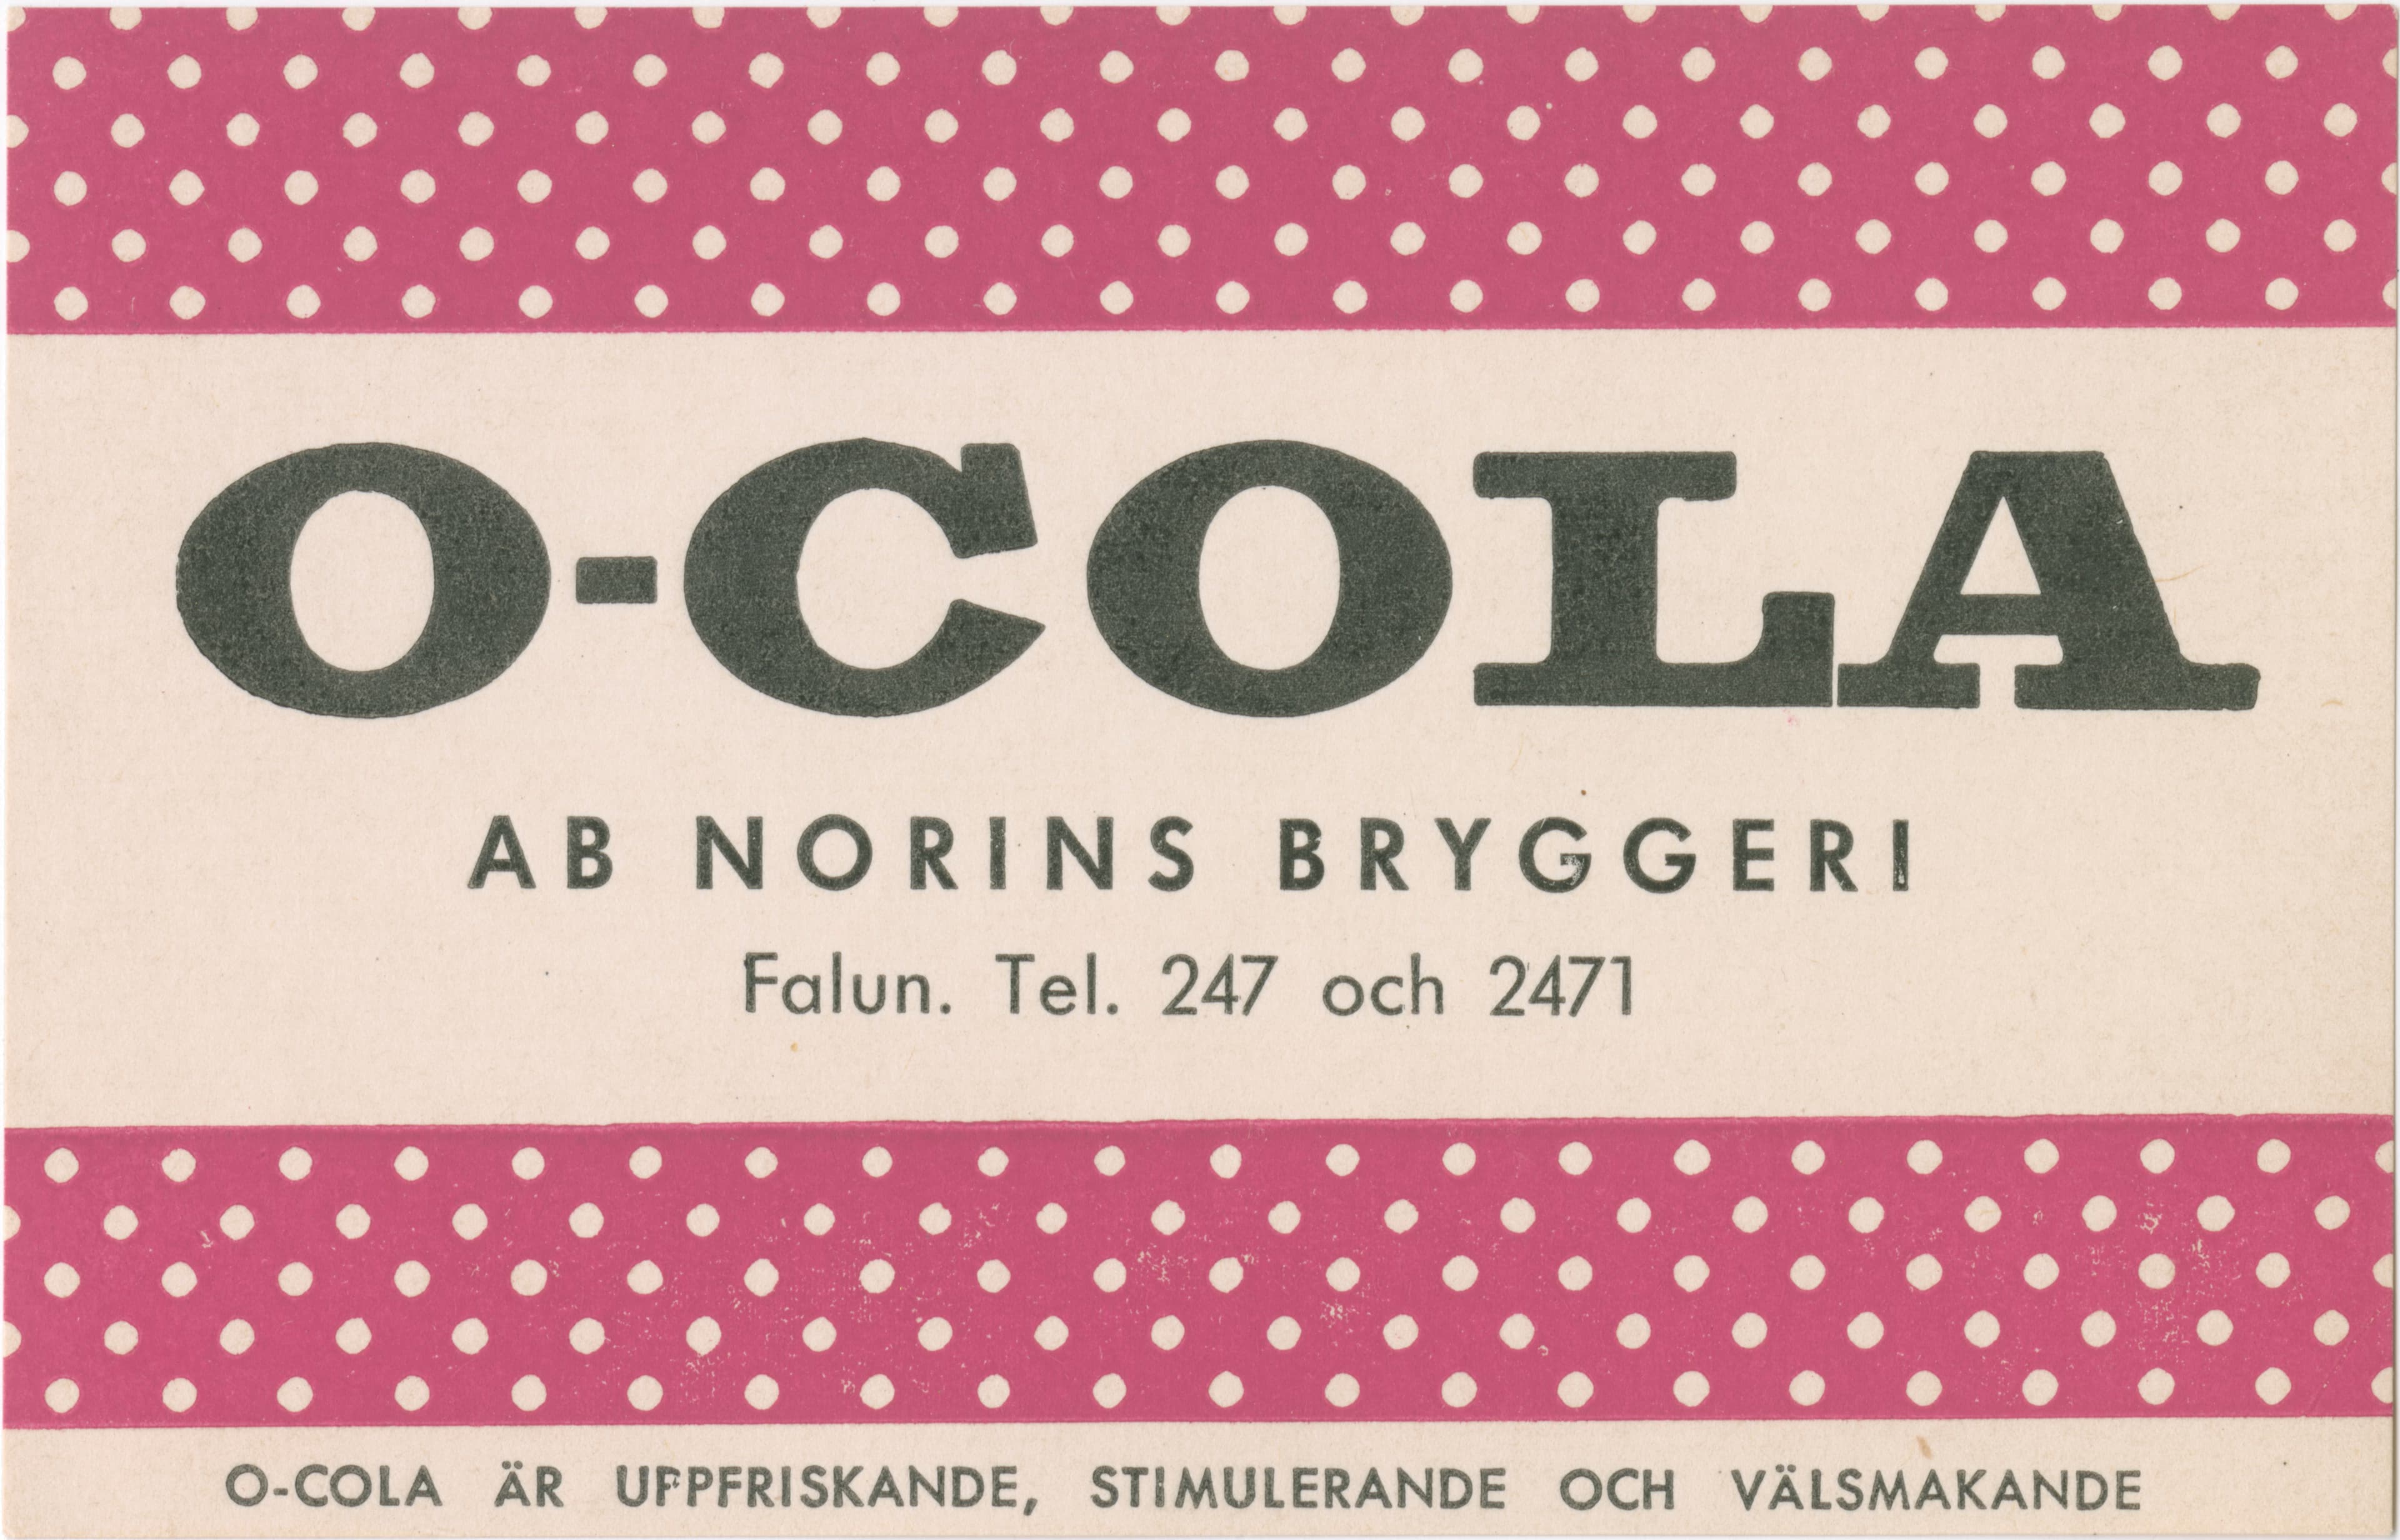 O-COLA
AB NORINS BRYGGERI
Falun. Tel. 247 och 2471
O-COLA ÄR UPPFRISKANDE, STIMULERANDE OCH VÄLSMAKANDE